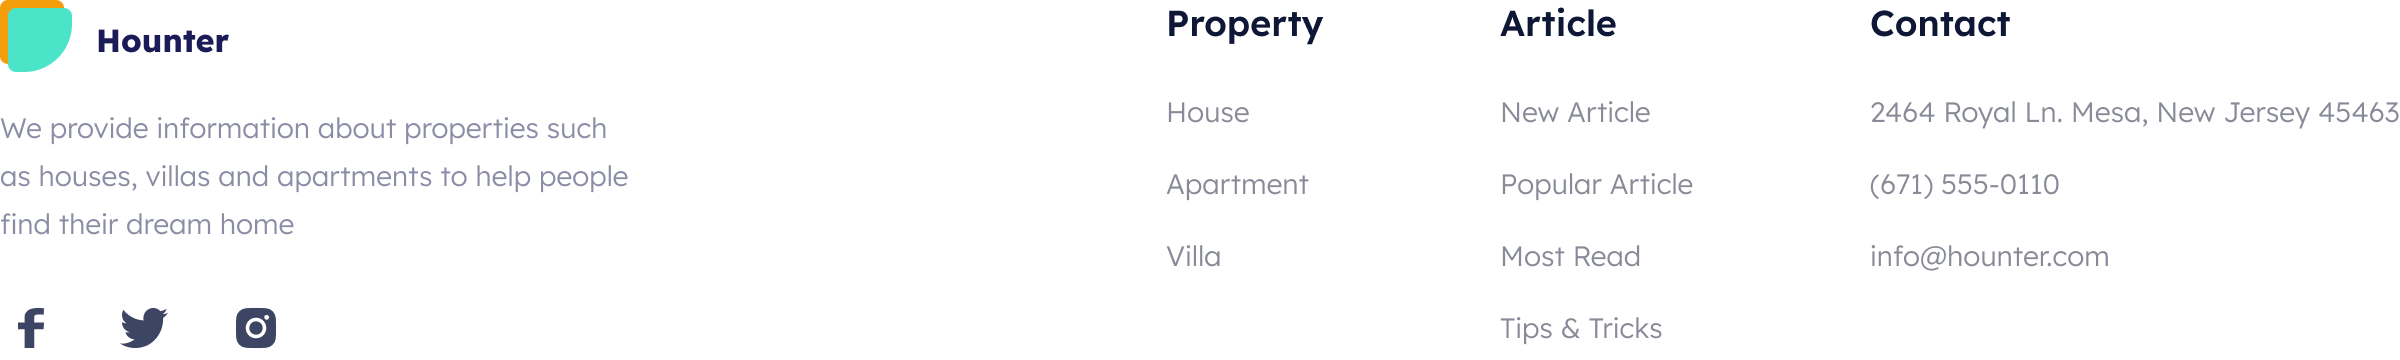 Hounter
We provide information about properties such
as houses, villas and apartments to help people
find their dream home
Property
House
Apartment
Villa
Article
New Article
Popular Article
Most Read
Tips & Tricks
Contact
2464 Royal Ln. Mesa, New Jersey 45463
(671) 555-0110
info@hounter.com